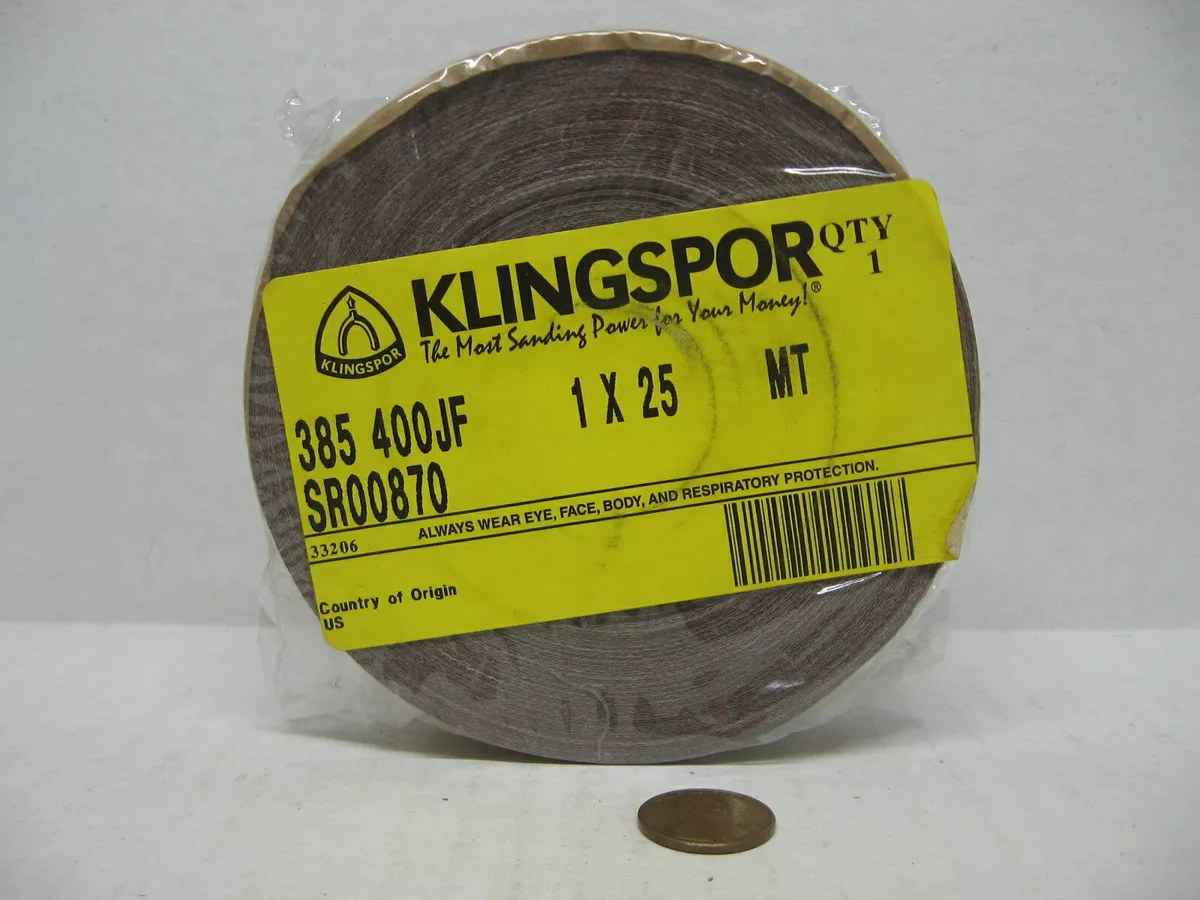 KLINGSPOR
KLINGSPOR
The Most Sanding Power for Your Money!®
QTY
1
385 400JF 1 X 25 MT
SR00870
33206 ALWAYS WEAR EYE, FACE, BODY, AND RESPIRATORY PROTECTION.
Country of Origin
US